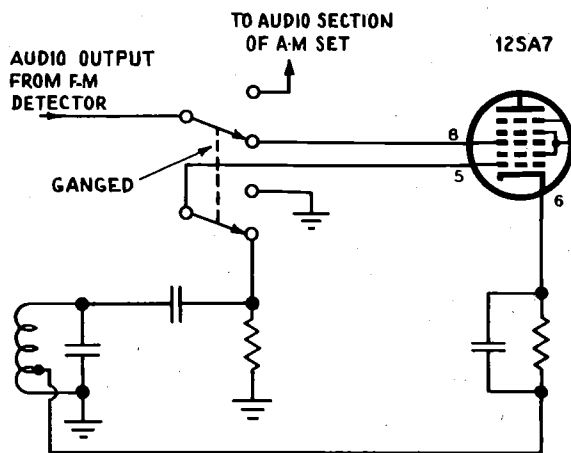 TO AUDIO SECTION
OF A-M SET
12SA7
AUDIO OUTPUT
FROM F-M
DETECTOR
8
GANGED
5
6